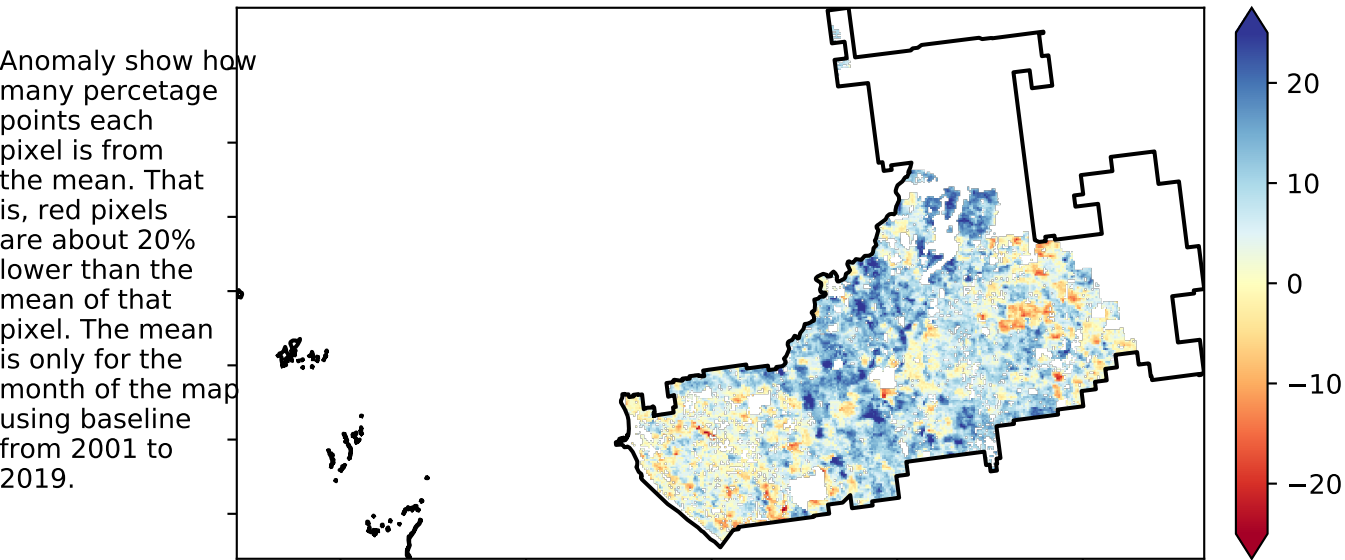 Anomaly show how
many percetage
points each
pixel is from
the mean. That
is, red pixels
are about 20%
lower than the
mean of that
pixel. The mean
is only for the
month of the map
using baseline
from 2001 to
2019.
20
10
0
−10
−20